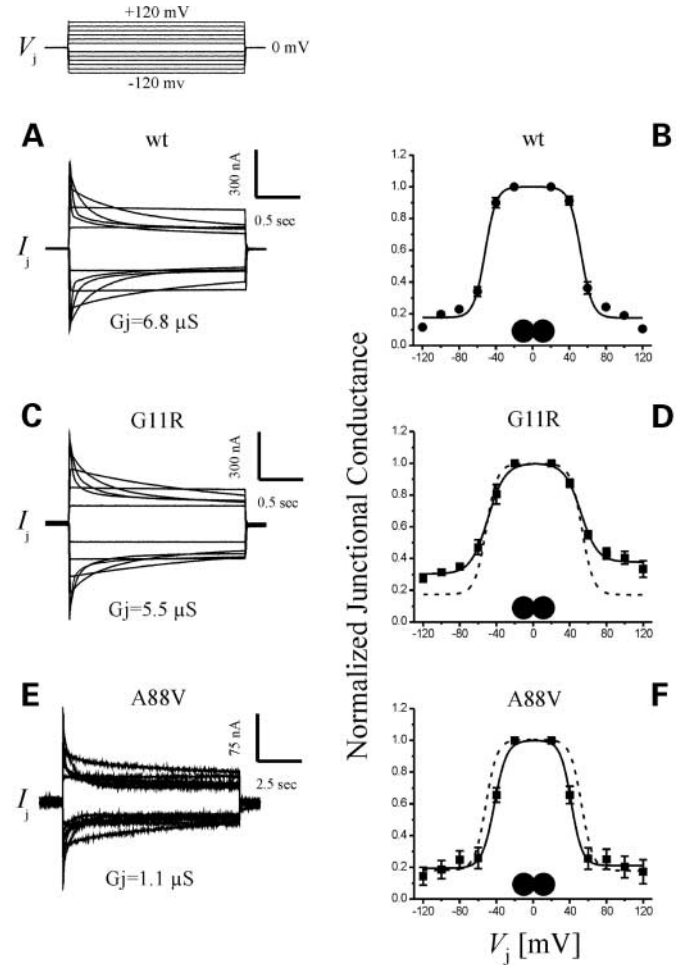 +120 mV
Vj
0 mV
-120 mv
A
wt
300 nA
0.5 sec
Ij
Gj=6.8 µS
wt
B
1.2
1.0
0.8
0.6
0.4
0.2
0.0
-120 -80 -40 0 40 80 120
C
G11R
300 nA
0.5 sec
Ij
Gj=5.5 µS
Normalized Junctional Conductance
G11R
D
1.2
1.0
0.8
0.6
0.4
0.2
0.0
-120 -80 -40 0 40 80 120
E
A88V
75 nA
2.5 sec
Ij
Gj=1.1 µS
A88V
F
1.2
1.0
0.8
0.6
0.4
0.2
0.0
-120 -80 -40 0 40 80 120
Vj [mV]